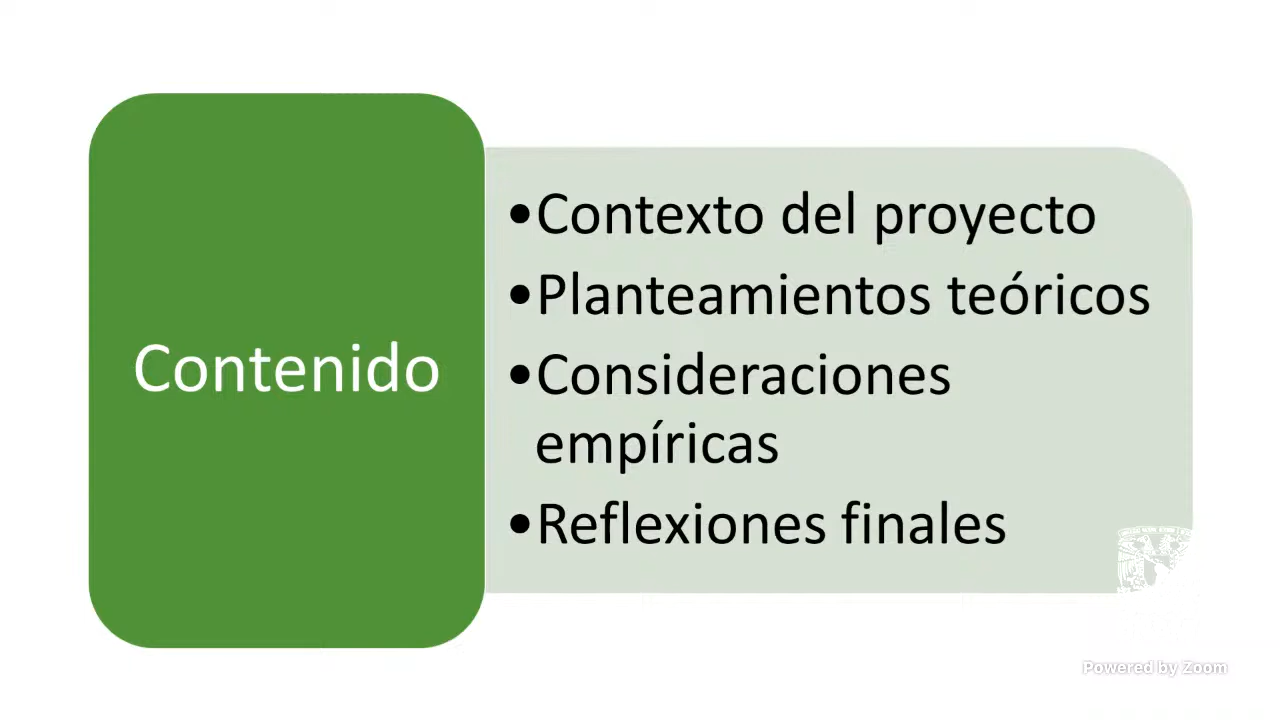 Contenido
•Contexto del proyecto
•Planteamientos teóricos
•Consideraciones
empíricas
•Reflexiones finales
Powered by Zoom